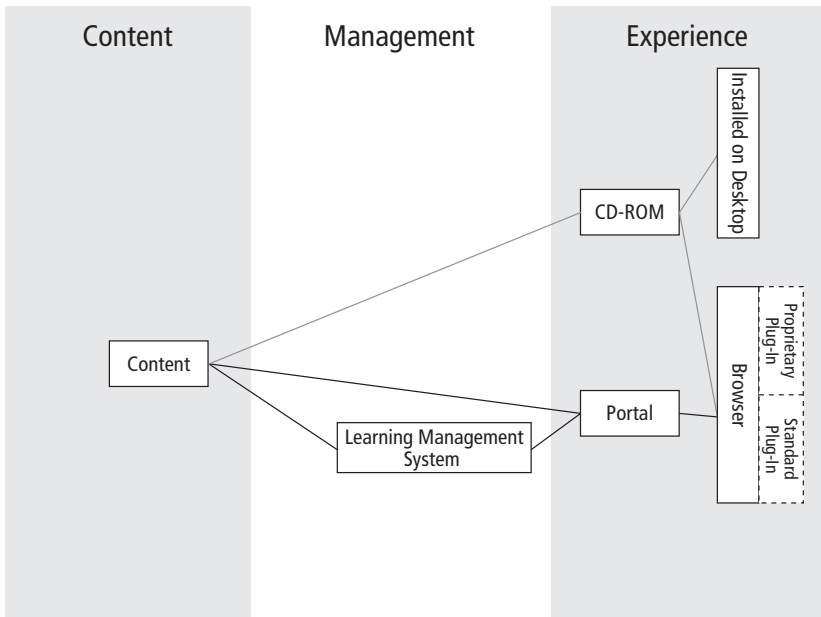 Content
Management
Experience
Installed on Desktop
CD-ROM
Content
Proprietary
Plug-In
Browser
Portal
Standard
Plug-In
Learning Management
System